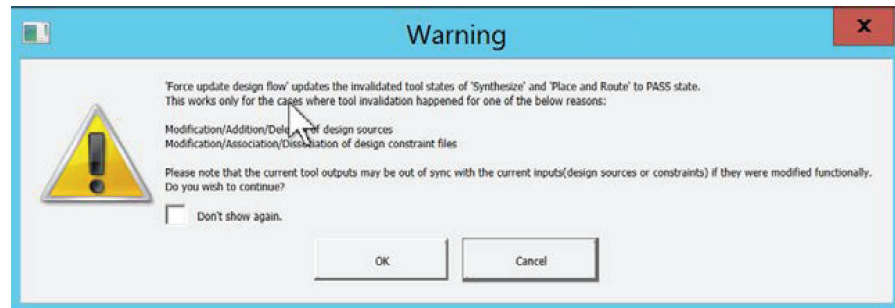 Warning
x
'Force update design flow' updates the invalidated tool states of 'Synthesize' and 'Place and Route' to PASS state.
This works only for the cases where tool invalidation happened for one of the below reasons:
Modification/Addition/Deletion of design sources
Modification/Association/Dissociation of design constraint files
Please note that the current tool outputs may be out of sync with the current inputs(design sources or constraints) if they were modified functionally.
Do you wish to continue?
Don't show again.
OK
Cancel